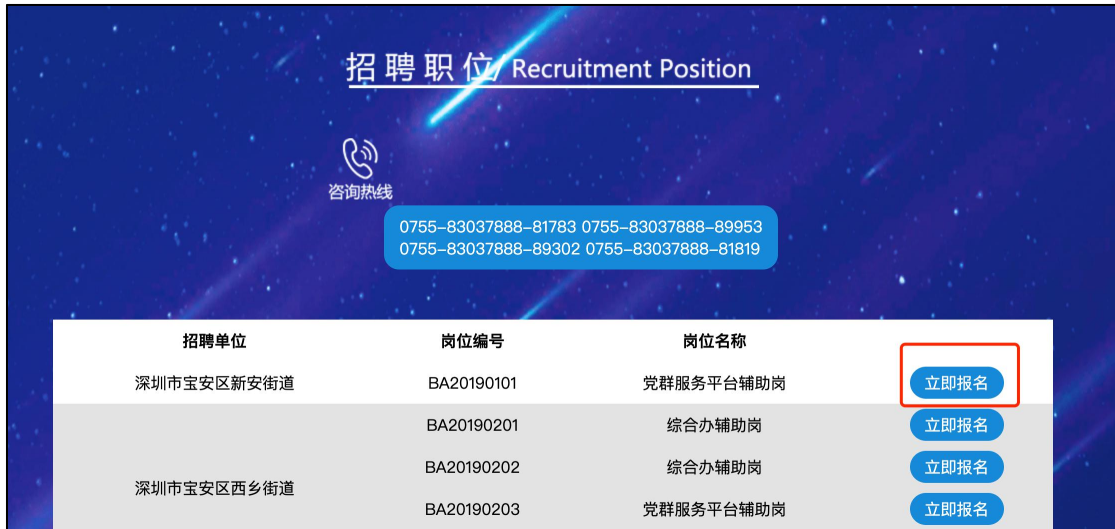 招聘职位/Recruitment Position
咨询热线
0755-83037888-81783 0755-83037888-89953
0755-83037888-89302 0755-83037888-81819
招聘单位 岗位编号 岗位名称
深圳市宝安区新安街道 BA20190101 党群服务平台辅助岗 立即报名
BA20190201 综合办辅助岗 立即报名
BA20190202 综合办辅助岗 立即报名
深圳市宝安区西乡街道
BA20190203 党群服务平台辅助岗 立即报名